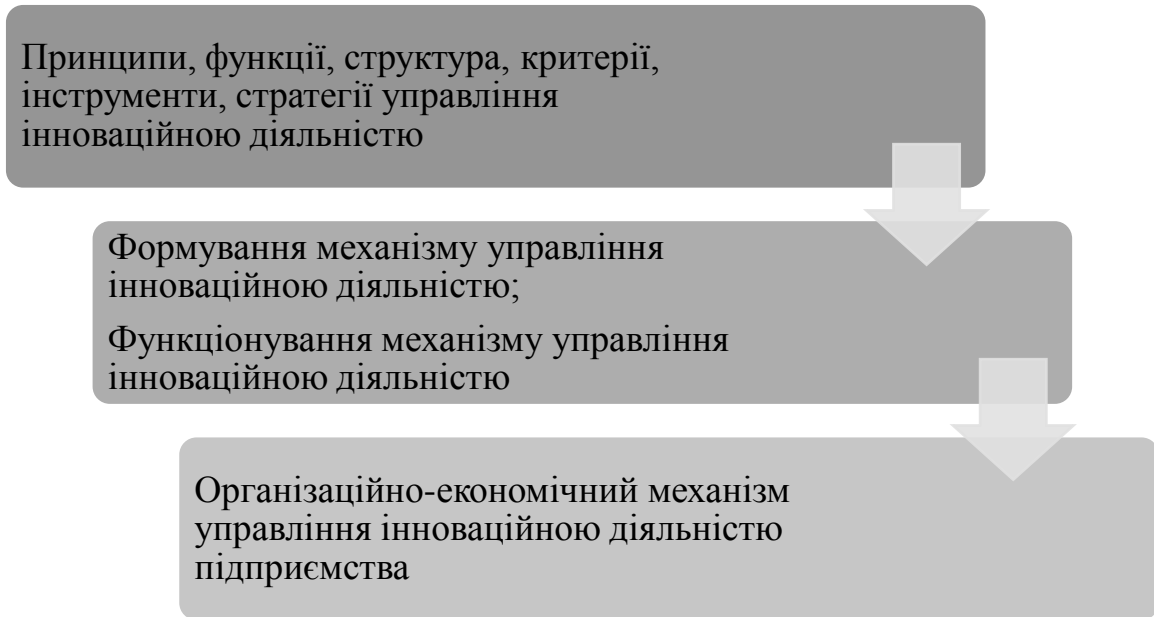 Принципи, функції, структура, критерії,
інструменти, стратегії управління
інноваційною діяльністю
Формування механізму управління
інноваційною діяльністю;
Функціонування механізму управління
інноваційною діяльністю
Організаційно-економічний механізм
управління інноваційною діяльністю
підприємства